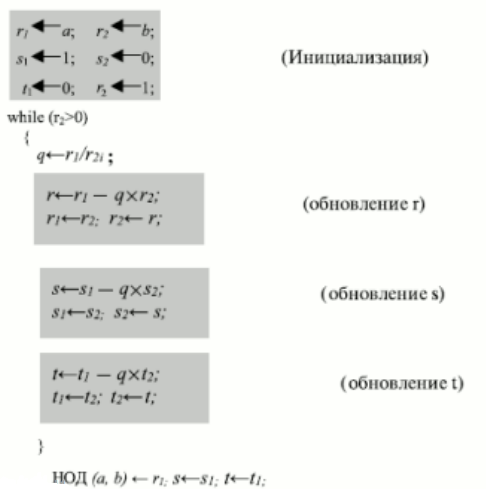 r₁←a; r₂←b;
s₁←1; s₂←0; (Инициализация)
t₁←0; r₂←1;
while (r₂>0)
{
q←r₁/r₂ᵢ ;
r←r₁ − q×r₂; (обновление r)
r₁←r₂; r₂← r;
s←s₁ − q×s₂; (обновление s)
s₁←s₂; s₂← s;
t←t₁ − q×t₂; (обновление t)
t₁←t₂; t₂←t;
}
НОД (a, b) ← r₁; s←s₁; t←t₁;